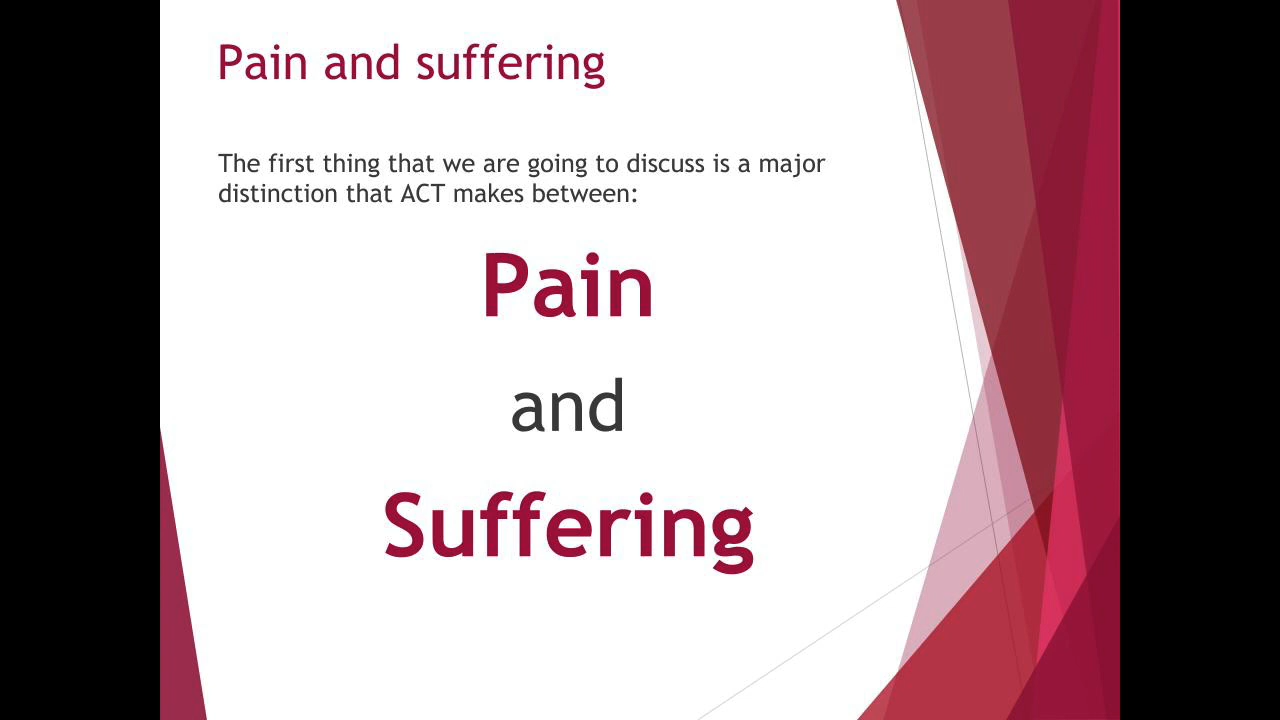 Pain and suffering
The first thing that we are going to discuss is a major
distinction that ACT makes between:
Pain
and
Suffering